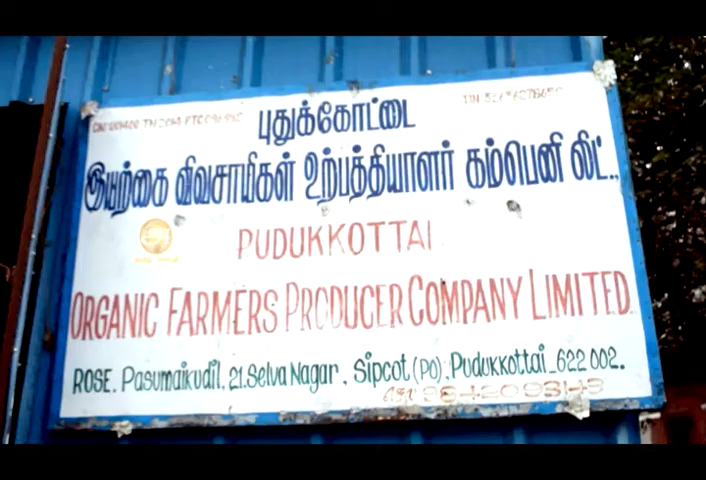 புதுக்கோட்டை
இயற்கை விவசாயிகள் உற்பத்தியாளர் கம்பெனி லிட்.,
PUDUKKOTTAI
ORGANIC FARMERS PRODUCER COMPANY LIMITED.
ROSE. Pasumaikudil, 21.Selva Nagar, Sipcot (PO), Pudukkottai_622 002.